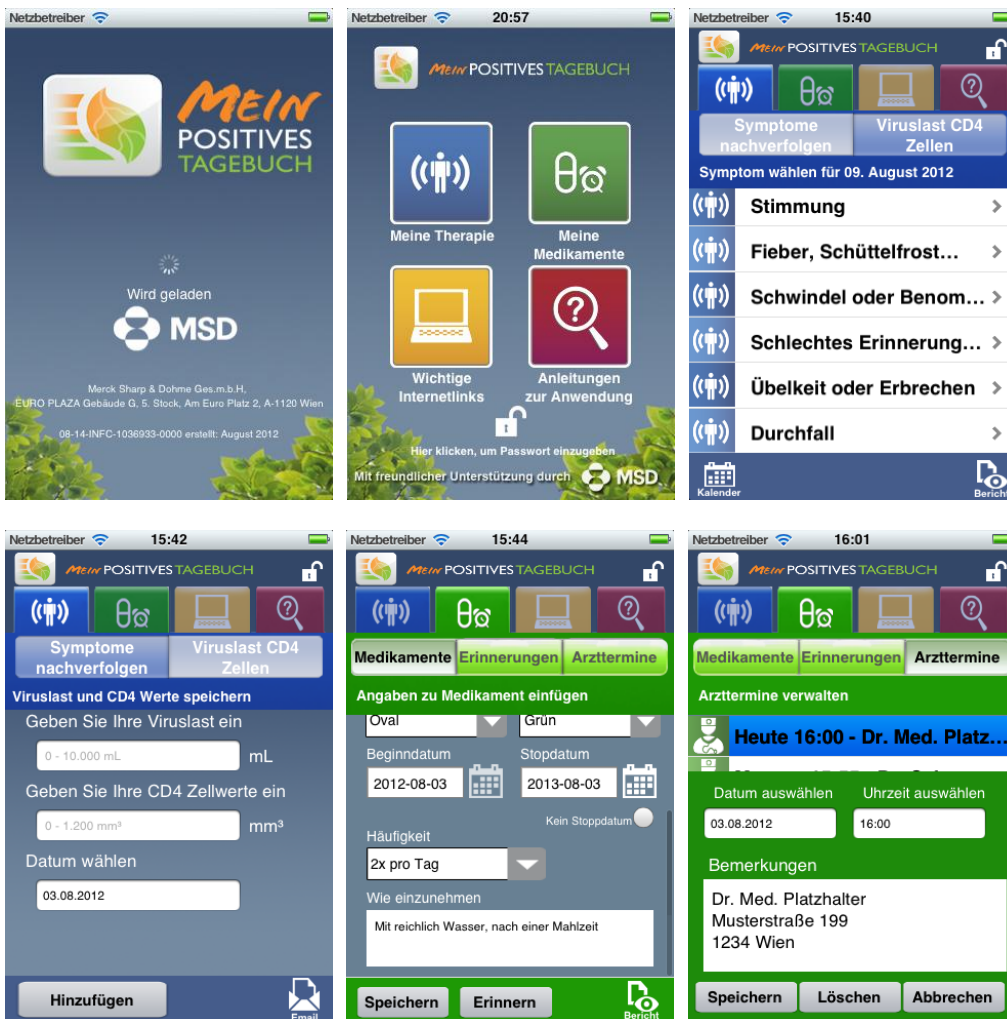 Netzbetreiber
MEIN
POSITIVES
TAGEBUCH
Wird geladen
MSD
Merck Sharp & Dohme Ges.m.b.H,
EURO PLAZA Gebäude G, 5. Stock, Am Euro Platz 2, A-1120 Wien
08-14-INFC-1036933-0000 erstellt: August 2012
Netzbetreiber 20:57
MEIN POSITIVES TAGEBUCH
Meine Therapie
Meine
Medikamente
Wichtige
Internetlinks
Anleitungen
zur Anwendung
Hier klicken, um Passwort einzugeben
Mit freundlicher Unterstützung durch MSD
Netzbetreiber 15:40
MEIN POSITIVES TAGEBUCH
Symptome
nachverfolgen
Viruslast CD4
Zellen
Symptom wählen für 09. August 2012
Stimmung
Fieber, Schüttelfrost...
Schwindel oder Benom...
Schlechtes Erinnerung...
Übelkeit oder Erbrechen
Durchfall
Kalender
Bericht
Netzbetreiber 15:42
MEIN POSITIVES TAGEBUCH
Symptome
nachverfolgen
Viruslast CD4
Zellen
Viruslast und CD4 Werte speichern
Geben Sie Ihre Viruslast ein
0 - 10.000 mL mL
Geben Sie Ihre CD4 Zellwerte ein
0 - 1.200 mm³ mm³
Datum wählen
03.08.2012
Hinzufügen
Email
Netzbetreiber 15:44
MEIN POSITIVES TAGEBUCH
Medikamente Erinnerungen Arzttermine
Angaben zu Medikament einfügen
Oval Grün
Beginndatum Stopdatum
2012-08-03 2013-08-03
Kein Stoppdatum
Häufigkeit
2x pro Tag
Wie einzunehmen
Mit reichlich Wasser, nach einer Mahlzeit
Speichern Erinnern
Bericht
Netzbetreiber 16:01
MEIN POSITIVES TAGEBUCH
Medikamente Erinnerungen Arzttermine
Arzttermine verwalten
Heute 16:00 - Dr. Med. Platz...
Datum auswählen Uhrzeit auswählen
03.08.2012 16:00
Bemerkungen
Dr. Med. Platzhalter
Musterstraße 199
1234 Wien
Speichern Löschen Abbrechen